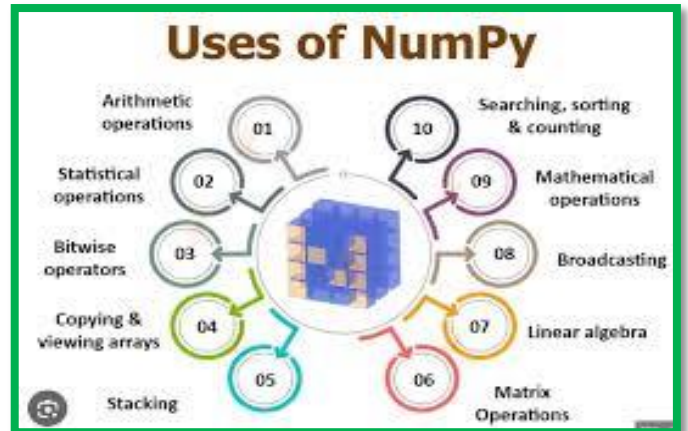 Uses of NumPy
Arithmetic
operations
01
Statistical
operations
02
Bitwise
operators
03
Copying &
viewing arrays
04
Stacking
05
10
Searching, sorting
& counting
09
Mathematical
operations
08
Broadcasting
07
Linear algebra
06
Matrix
Operations